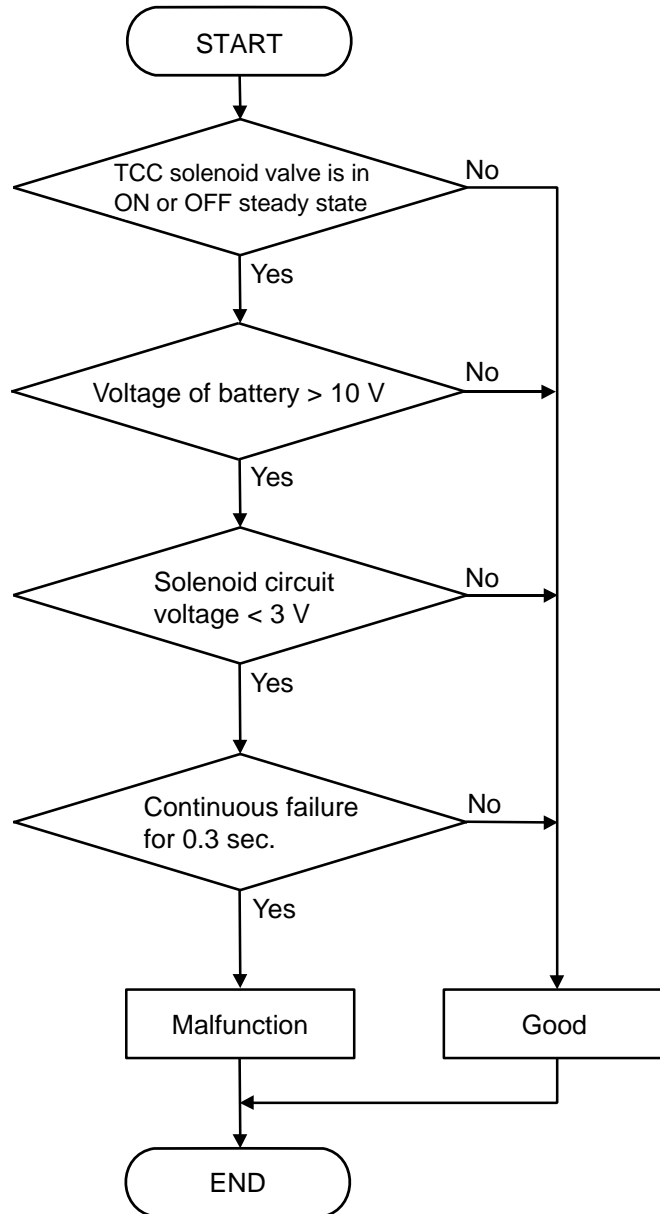 START
TCC solenoid valve is in
ON or OFF steady state
No
Yes
Voltage of battery > 10 V
No
Yes
Solenoid circuit
voltage < 3 V
No
Yes
Continuous failure
for 0.3 sec.
No
Yes
Malfunction
Good
END